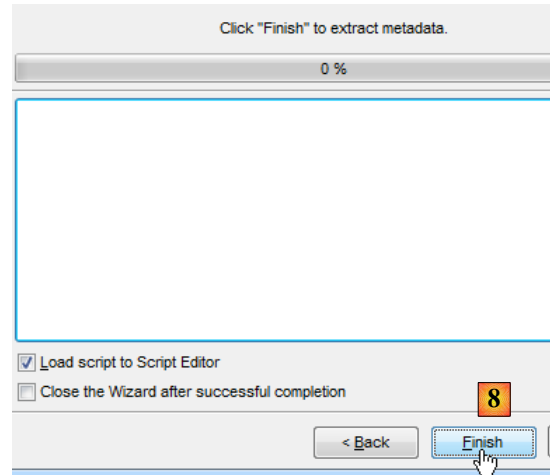 Click "Finish" to extract metadata.
0 %
Load script to Script Editor
Close the Wizard after successful completion
8
< Back
Finish